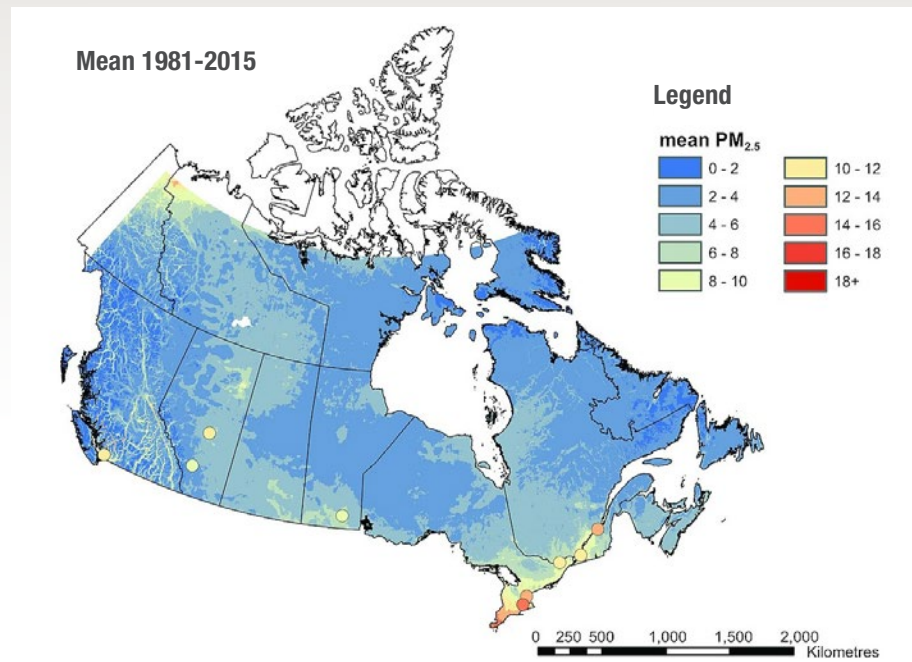 Mean 1981-2015
Legend
mean PM2.5
0 - 2
2 - 4
4 - 6
6 - 8
8 - 10
10 - 12
12 - 14
14 - 16
16 - 18
18+
0 250 500 1,000 1,500 2,000
Kilometres